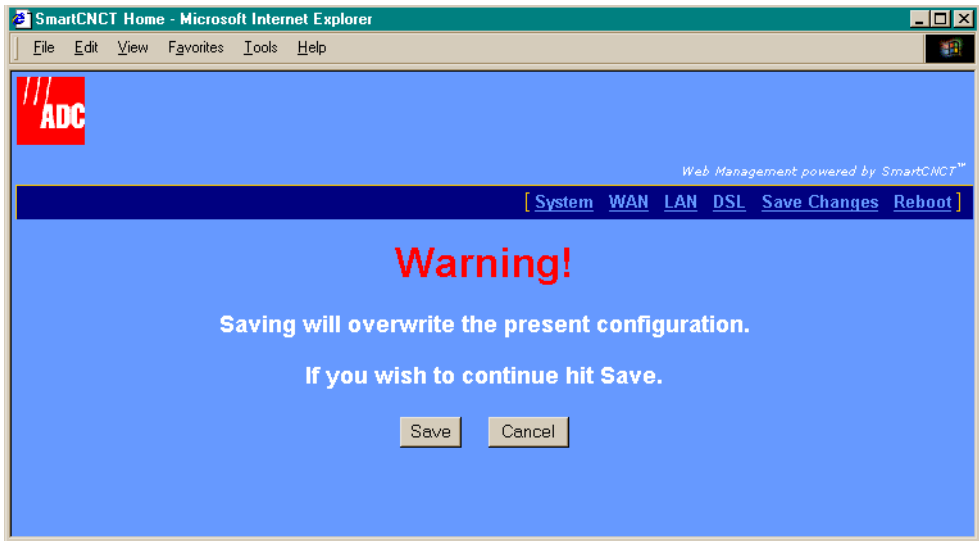 SmartCNCT Home - Microsoft Internet Explorer
File Edit View Favorites Tools Help
ADC
Web Management powered by SmartCNCT™
[ System WAN LAN DSL Save Changes Reboot ]
Warning!
Saving will overwrite the present configuration.
If you wish to continue hit Save.
Save Cancel